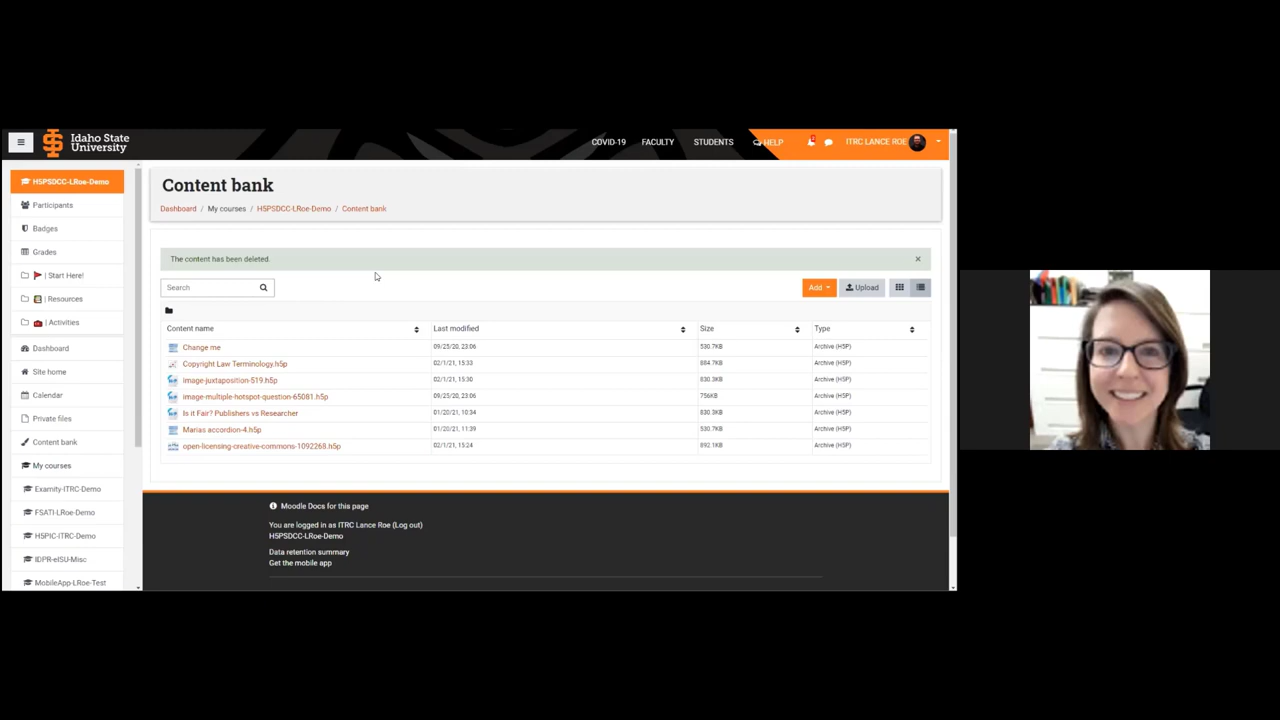 Idaho State
University
COVID-19 FACULTY STUDENTS HELP ITRC LANCE ROE
H5PSDCC-LRoe-Demo
Participants
Badges
Grades
| Start Here!
| Resources
| Activities
Dashboard
Site home
Calendar
Private files
Content bank
My courses
Examity-ITRC-Demo
FSATI-LRoe-Demo
H5PIC-ITRC-Demo
IDPR-eISU-Misc
MobileApp-LRoe-Test
Content bank
Dashboard / My courses / H5PSDCC-LRoe-Demo / Content bank
The content has been deleted. ×
Search Add Upload
Content name Last modified Size Type
Change me 09/25/20, 23:06 530.7KB Archive (H5P)
Copyright Law Terminology.h5p 02/1/21, 15:33 884.7KB Archive (H5P)
image-juxtaposition-519.h5p 02/1/21, 15:30 830.3KB Archive (H5P)
image-multiple-hotspot-question-65081.h5p 09/25/20, 23:06 756KB Archive (H5P)
Is it Fair? Publishers vs Researcher 01/20/21, 10:34 830.3KB Archive (H5P)
Marias accordion-4.h5p 01/20/21, 11:39 530.7KB Archive (H5P)
open-licensing-creative-commons-1092268.h5p 02/1/21, 15:24 892.1KB Archive (H5P)
Moodle Docs for this page
You are logged in as ITRC Lance Roe (Log out)
H5PSDCC-LRoe-Demo
Data retention summary
Get the mobile app